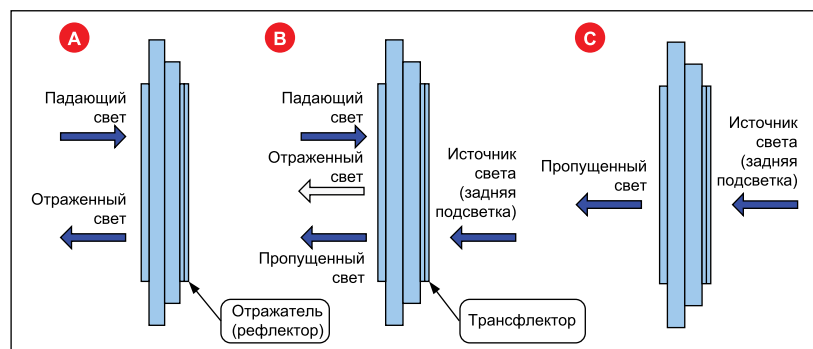 A
Падающий
свет
Отраженный
свет
Отражатель
(рефлектор)
B
Падающий
свет
Отраженный
свет
Пропущенный
свет
Источник
света
(задняя
подсветка)
Трансфлектор
C
Пропущенный
свет
Источник
света
(задняя
подсветка)